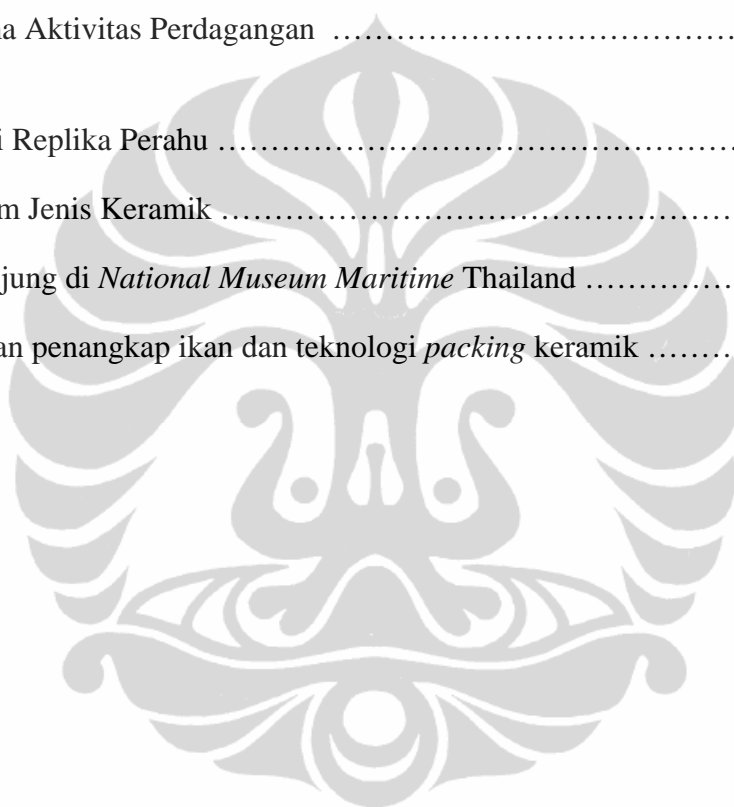 na Aktivitas Perdagangan ……………………………………
i Replika Perahu ……………………………………………………
m Jenis Keramik ……………………………………………………
jung di National Museum Maritime Thailand ……………
an penangkap ikan dan teknologi packing keramik ………